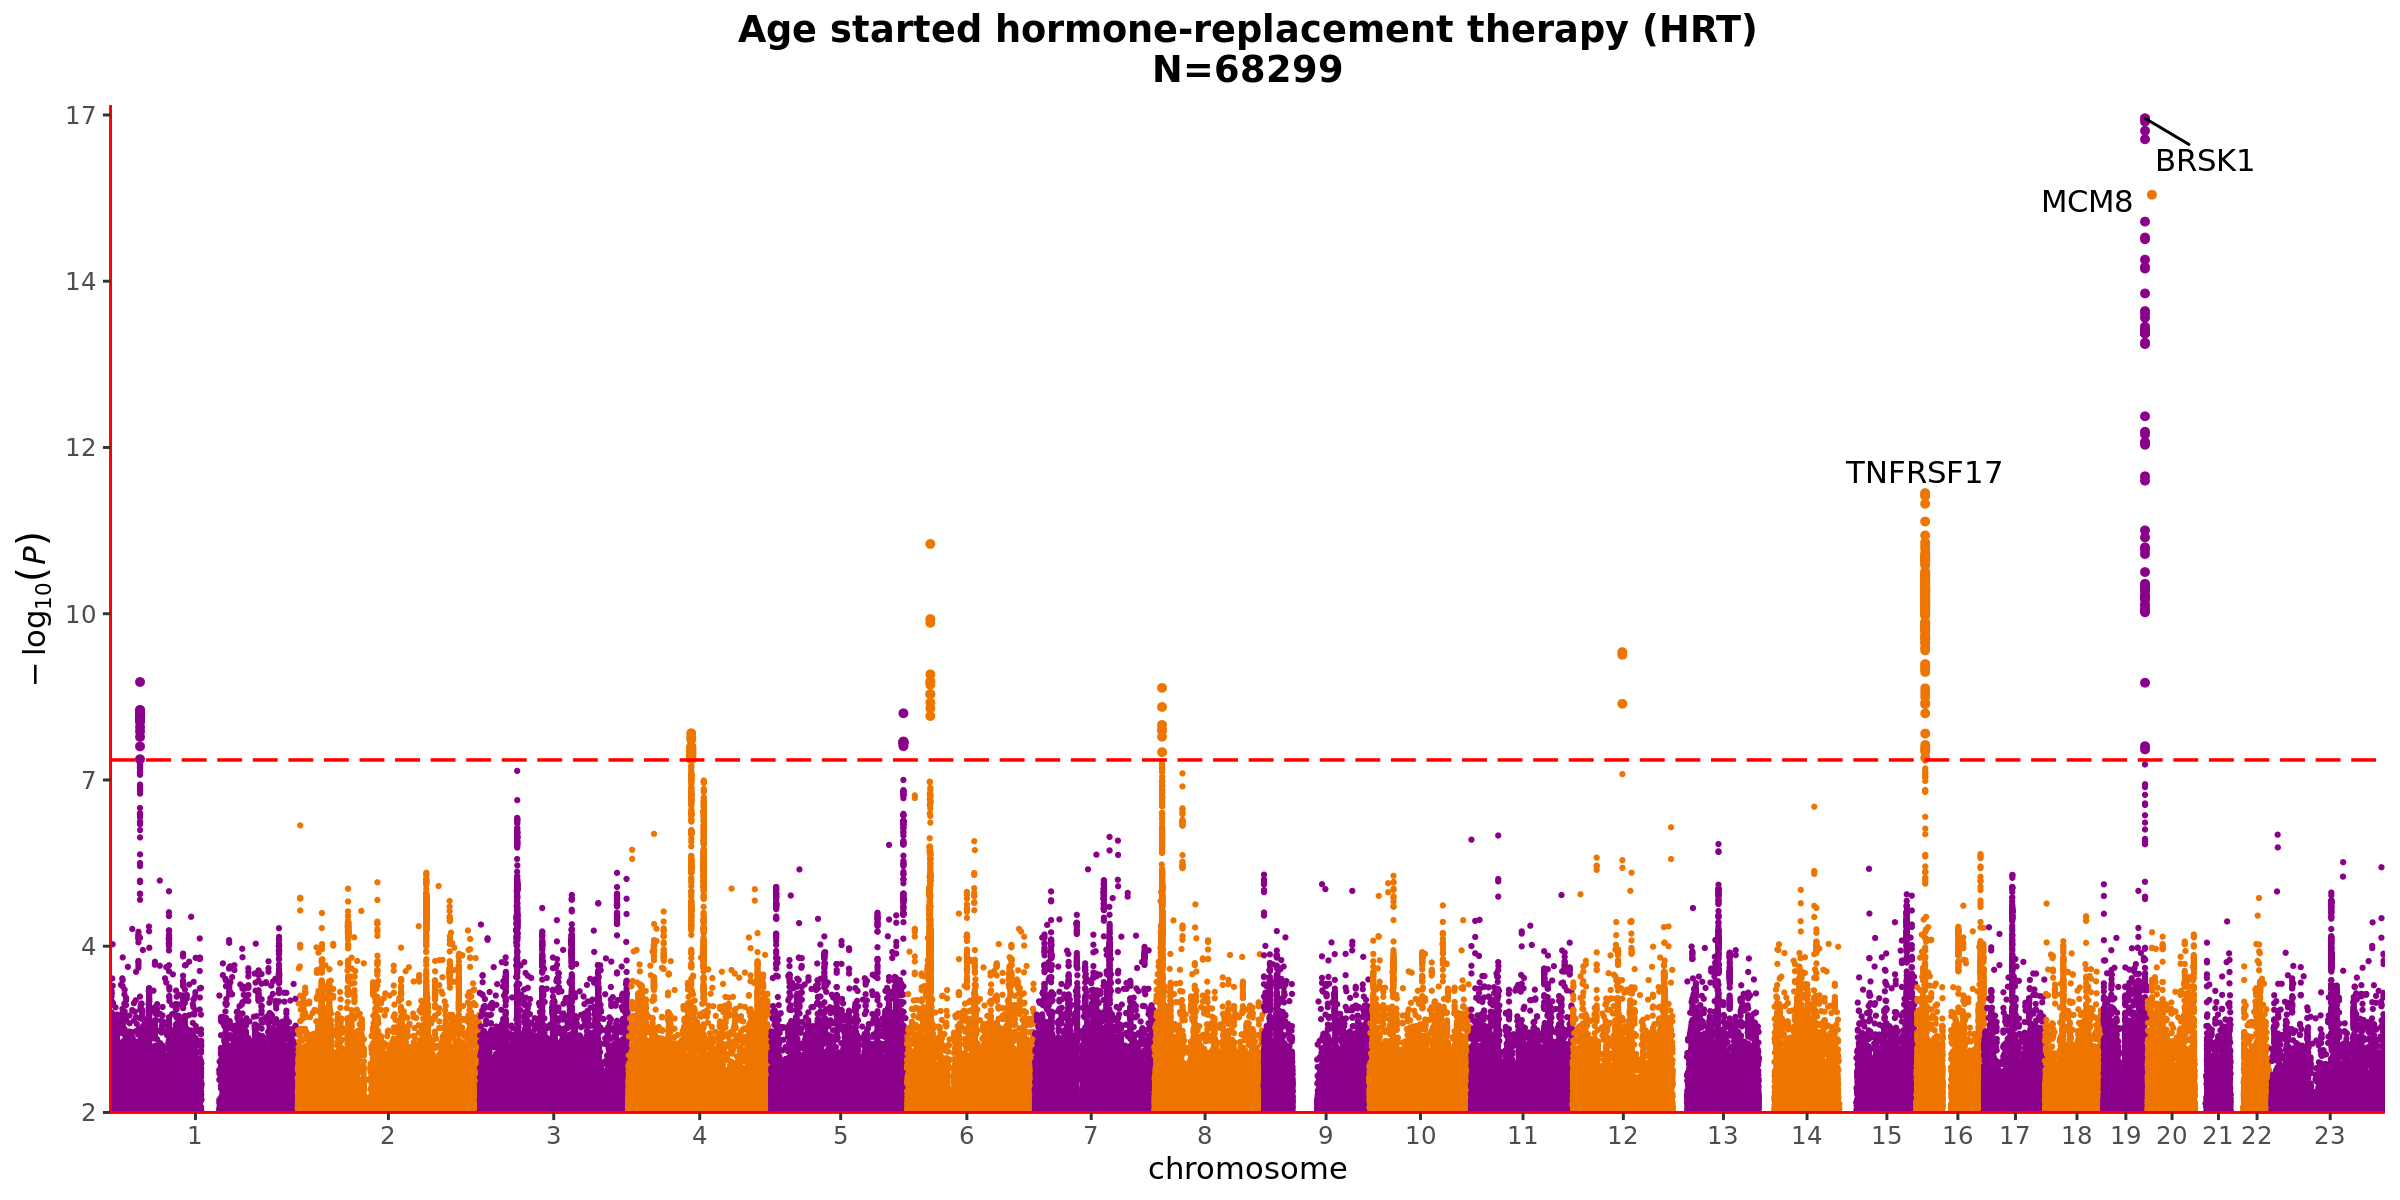 Age started hormone-replacement therapy (HRT)
N=68299
17
14
12
10
7
4
2
−log10(P)
BRSK1
MCM8
TNFRSF17
1 2 3 4 5 6 7 8 9 10 11 12 13 14 15 16 17 18 19 20 21 22 23
chromosome